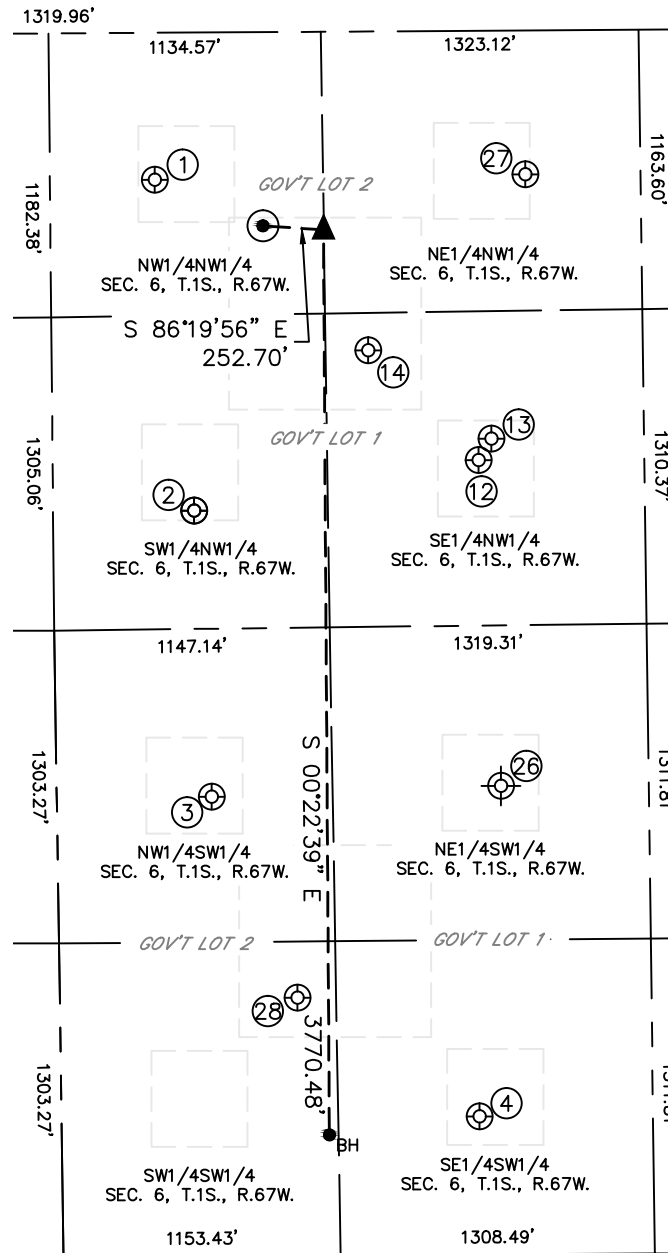 1319.96'
1134.57'
1323.12'
1
27
GOV'T LOT 2
1182.38'
1163.60'
NW1/4NW1/4
SEC. 6, T.1S., R.67W.
NE1/4NW1/4
SEC. 6, T.1S., R.67W.
S 86°19'56" E
252.70'
14
13
GOV'T LOT 1
1305.06'
1310.37'
2
12
SW1/4NW1/4
SEC. 6, T.1S., R.67W.
SE1/4NW1/4
SEC. 6, T.1S., R.67W.
1147.14'
1319.31'
S 00°22'39" E
3770.48'
1303.27'
26
3
NW1/4SW1/4
SEC. 6, T.1S., R.67W.
NE1/4SW1/4
SEC. 6, T.1S., R.67W.
GOV'T LOT 2
GOV'T LOT 1
28
1303.27'
4
BH
SW1/4SW1/4
SEC. 6, T.1S., R.67W.
SE1/4SW1/4
SEC. 6, T.1S., R.67W.
1153.43'
1308.49'